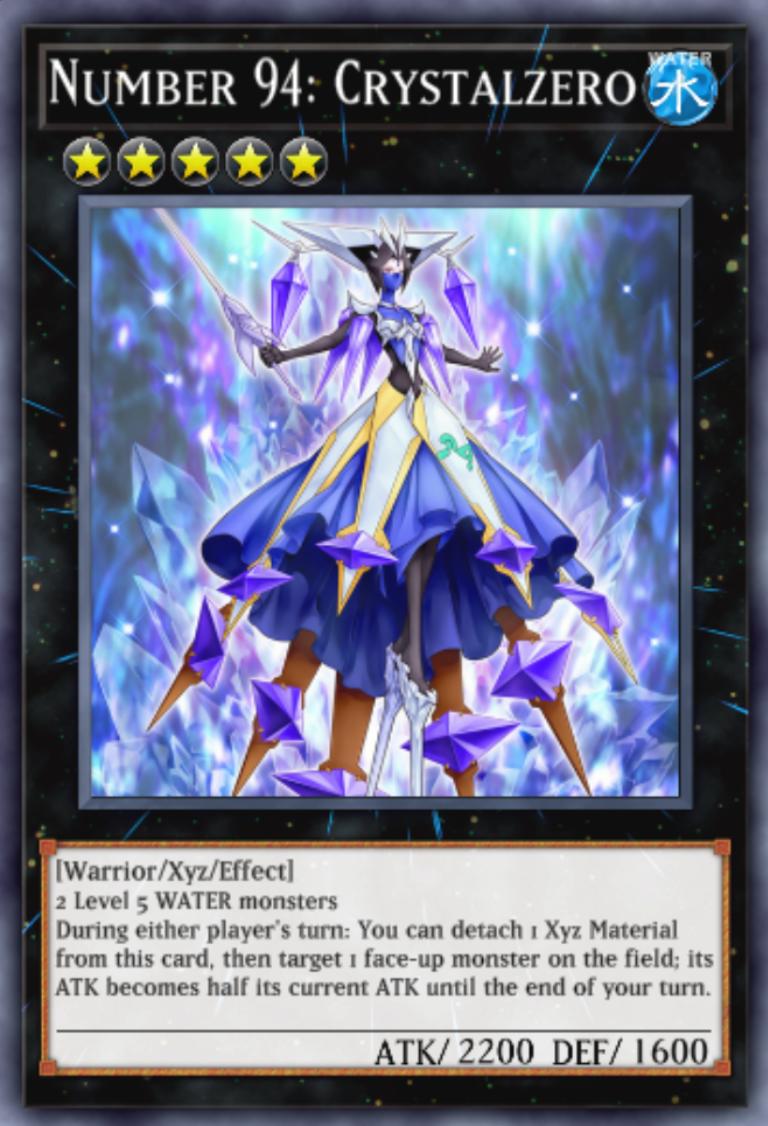 Number 94: Crystalzero
WATER
水
94
[Warrior/Xyz/Effect]
2 Level 5 WATER monsters
During either player's turn: You can detach 1 Xyz Material
from this card, then target 1 face-up monster on the field; its
ATK becomes half its current ATK until the end of your turn.
ATK/ 2200 DEF/ 1600